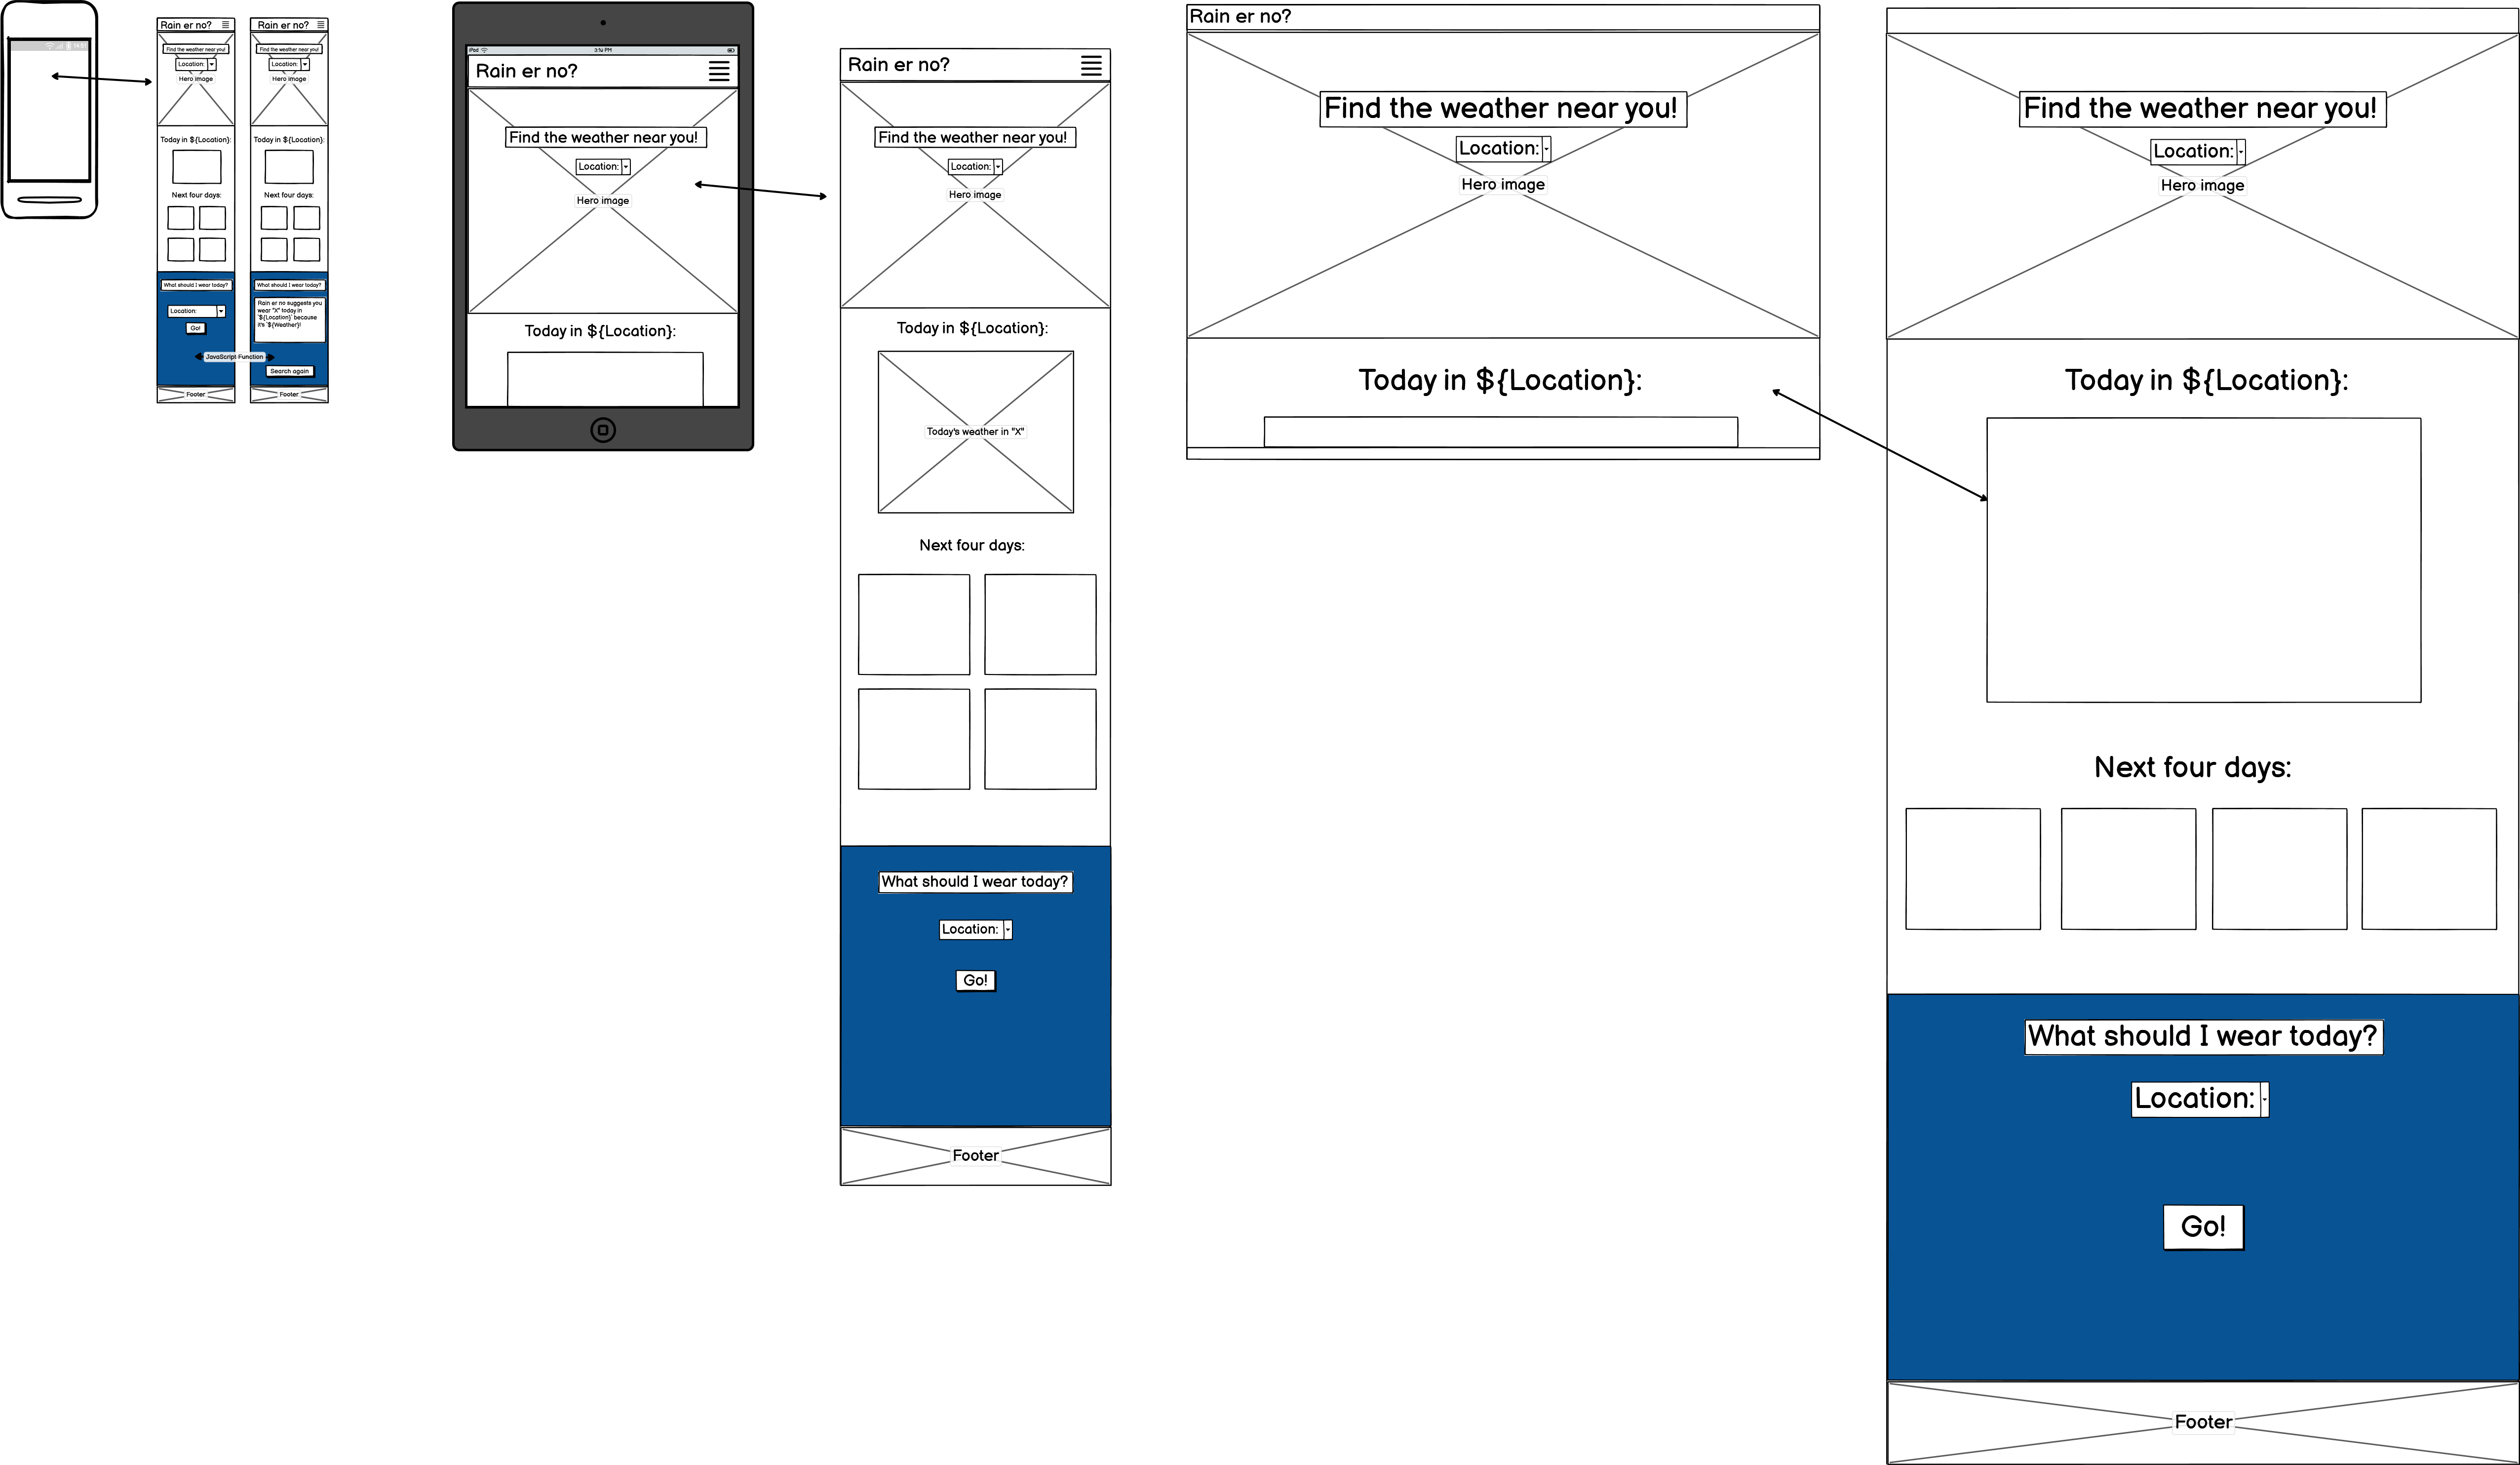 14:51
Rain er no?
Find the weather near you!
Location:
Hero image
Today in ${Location}:
Next four days:
What should I wear today?
Location:
Go!
JavaScript Function
Footer
Rain er no?
Find the weather near you!
Location:
Hero image
Today in ${Location}:
Next four days:
What should I wear today?
Rain er no suggests you
wear "X" today in
`${Location}` because
it's `${Weather}!
Search again
Footer
iPad
3:14 PM
Rain er no?
Find the weather near you!
Location:
Hero image
Today in ${Location}:
Rain er no?
Find the weather near you!
Location:
Hero image
Today in ${Location}:
Today's weather in "X"
Next four days:
What should I wear today?
Location:
Go!
Footer
Rain er no?
Find the weather near you!
Location:
Hero image
Today in ${Location}:
Find the weather near you!
Location:
Hero image
Today in ${Location}:
Next four days:
What should I wear today?
Location:
Go!
Footer